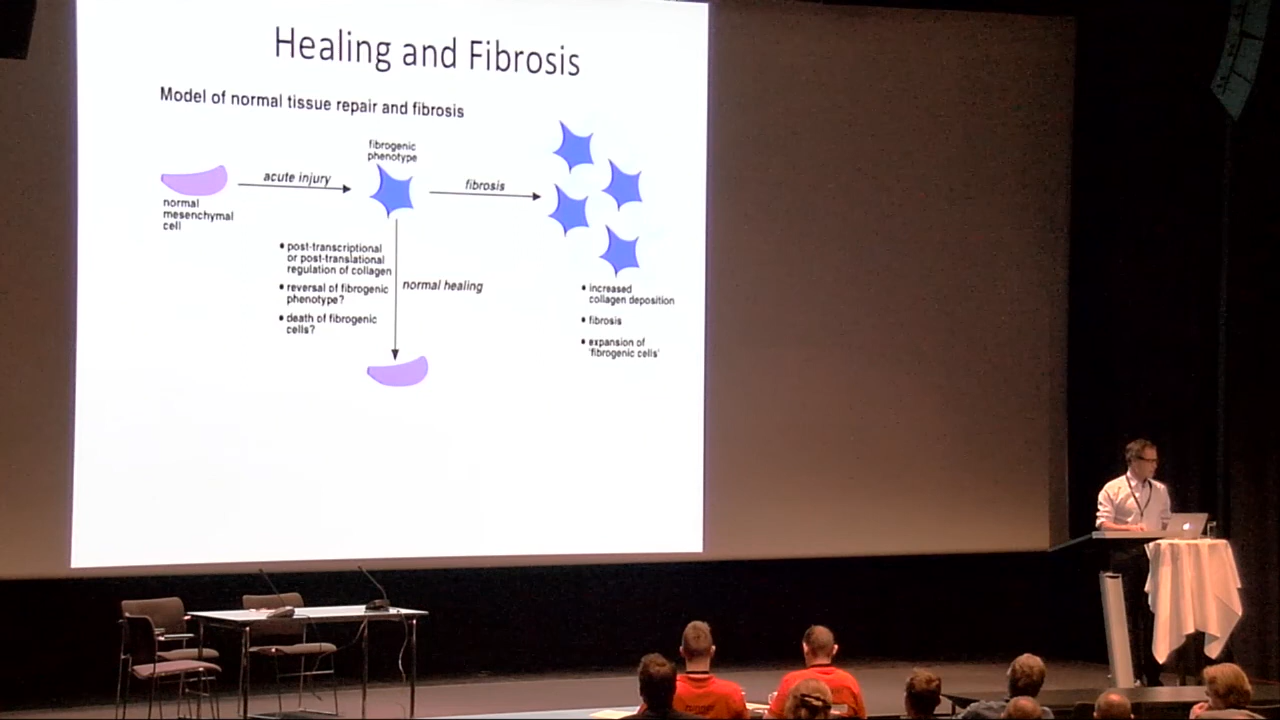 Healing and Fibrosis
Model of normal tissue repair and fibrosis
fibrogenic
phenotype
acute injury
fibrosis
normal
mesenchymal
cell
• post-transcriptional
or post-translational
regulation of collagen
• reversal of fibrogenic
phenotype?
• death of fibrogenic
cells?
normal healing
• increased
collagen deposition
• fibrosis
• expansion of
'fibrogenic cells'